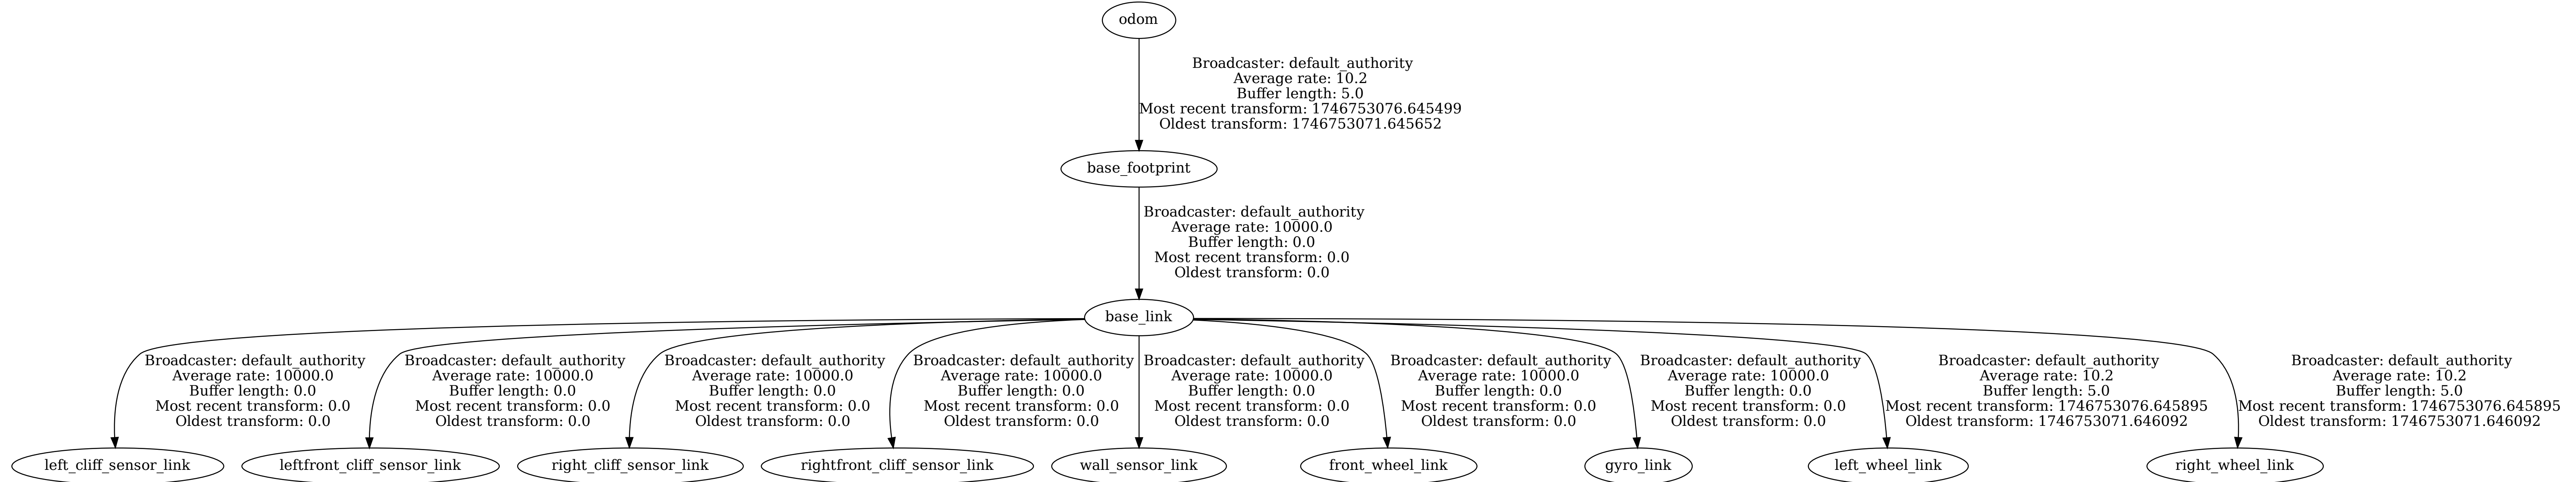 odom
Broadcaster: default_authority
Average rate: 10.2
Buffer length: 5.0
Most recent transform: 1746753076.645499
Oldest transform: 1746753071.645652
base_footprint
Broadcaster: default_authority
Average rate: 10000.0
Buffer length: 0.0
Most recent transform: 0.0
Oldest transform: 0.0
base_link
Broadcaster: default_authority
Average rate: 10000.0
Buffer length: 0.0
Most recent transform: 0.0
Oldest transform: 0.0
Broadcaster: default_authority
Average rate: 10000.0
Buffer length: 0.0
Most recent transform: 0.0
Oldest transform: 0.0
Broadcaster: default_authority
Average rate: 10000.0
Buffer length: 0.0
Most recent transform: 0.0
Oldest transform: 0.0
Broadcaster: default_authority
Average rate: 10000.0
Buffer length: 0.0
Most recent transform: 0.0
Oldest transform: 0.0
Broadcaster: default_authority
Average rate: 10000.0
Buffer length: 0.0
Most recent transform: 0.0
Oldest transform: 0.0
Broadcaster: default_authority
Average rate: 10000.0
Buffer length: 0.0
Most recent transform: 0.0
Oldest transform: 0.0
Broadcaster: default_authority
Average rate: 10000.0
Buffer length: 0.0
Most recent transform: 0.0
Oldest transform: 0.0
Broadcaster: default_authority
Average rate: 10.2
Buffer length: 5.0
Most recent transform: 1746753076.645895
Oldest transform: 1746753071.646092
Broadcaster: default_authority
Average rate: 10.2
Buffer length: 5.0
Most recent transform: 1746753076.645895
Oldest transform: 1746753071.646092
left_cliff_sensor_link
leftfront_cliff_sensor_link
right_cliff_sensor_link
rightfront_cliff_sensor_link
wall_sensor_link
front_wheel_link
gyro_link
left_wheel_link
right_wheel_link